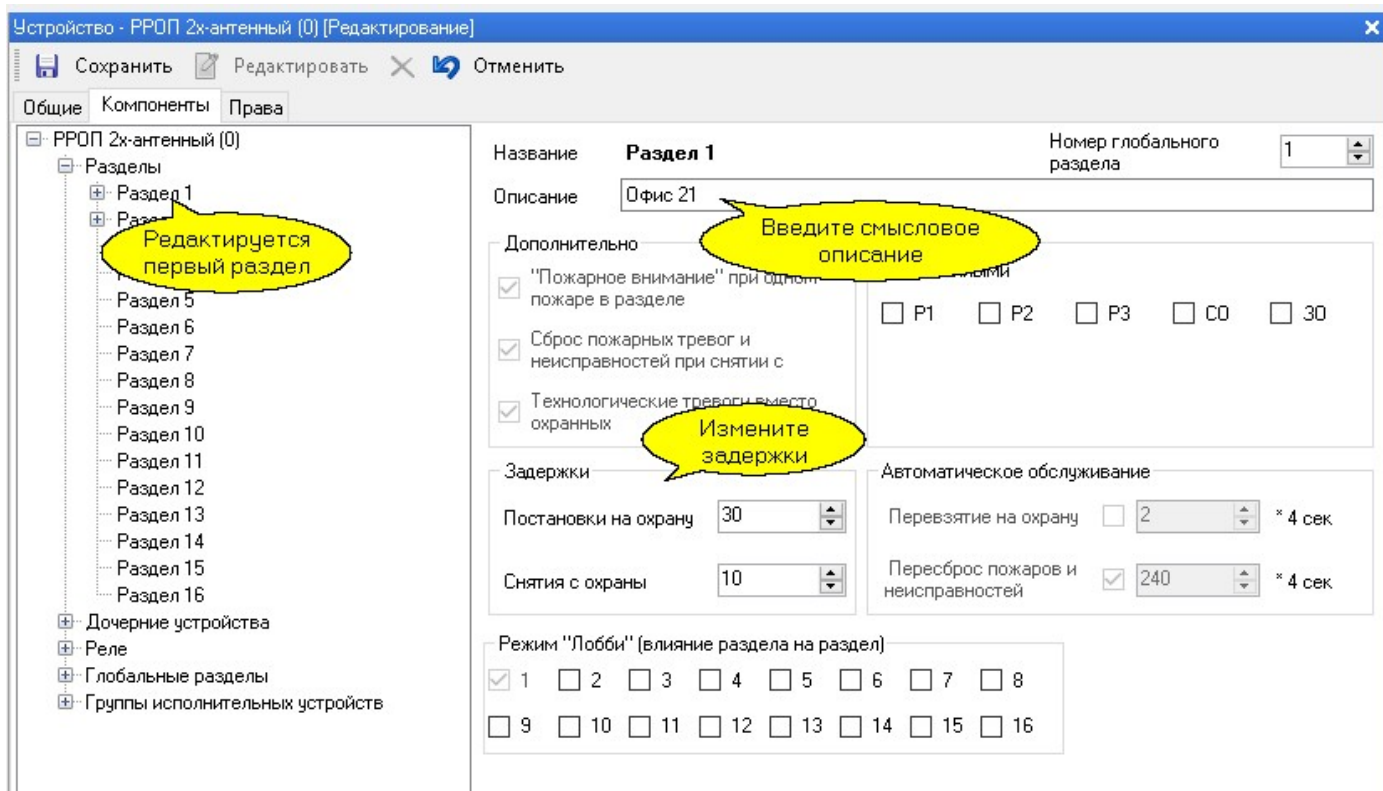 Устройство - РРОП 2х-антенный (0) [Редактирование]
Сохранить Редактировать Отменить
Общие Компоненты Права
РРОП 2х-антенный (0)
Разделы
Раздел 1
Редактируется
первый раздел
Раздел 5
Раздел 6
Раздел 7
Раздел 8
Раздел 9
Раздел 10
Раздел 11
Раздел 12
Раздел 13
Раздел 14
Раздел 15
Раздел 16
Дочерние устройства
Реле
Глобальные разделы
Группы исполнительных устройств
Название Раздел 1
Номер глобального
раздела
1
Описание Офис 21
Введите смысловое
описание
Дополнительно
"Пожарное внимание" при одном
пожаре в разделе
Сброс пожарных тревог и
неисправностей при снятии с
Технологические тревоги вместо
охранных
Р1 Р2 Р3 СО ЗО
Измените
задержки
Задержки
Постановки на охрану 30
Снятия с охраны 10
Автоматическое обслуживание
Перевзятие на охрану 2 * 4 сек
Пересброс пожаров и
неисправностей
240 * 4 сек
Режим "Лобби" (влияние раздела на раздел)
1 2 3 4 5 6 7 8
9 10 11 12 13 14 15 16